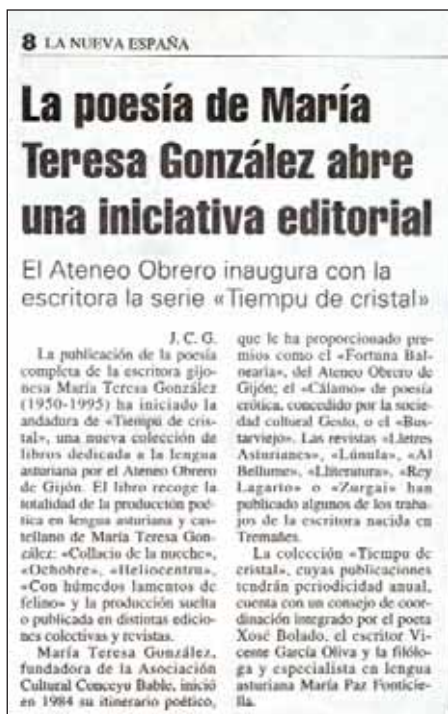 8 LA NUEVA ESPAÑA
La poesía de María
Teresa González abre
una iniciativa editorial
El Ateneo Obrero inaugura con la
escritora la serie «Tiempu de cristal»
J. C. G.
La publicación de la poesía
completa de la escritora gijo-
nesa María Teresa González
(1950-1995) ha iniciado la
andadura de «Tiempu de cris-
tal», una nueva colección de
libros dedicada a la lengua
asturiana por el Ateneo Obrero
de Gijón. El libro recoge la
totalidad de la producción poé-
tica en lengua asturiana y cas-
tellano de María Teresa Gon-
zález: «Collacio de la nueche»,
«Ochobre», «Heliocentru»,
«Con húmedos lamentos de
felino» y la producción suelta
o publicada en distintas edicio-
nes colectivas y revistas.
María Teresa González,
fundadora de la Asociación
Cultural Conceyu Bable, inició
en 1984 su itinerario poético,
que le ha proporcionado pre-
mios como el «Fortuna Bal-
nearia», del Ateneo Obrero de
Gijón; el «Cálamo» de poesía
erótica, concedido por la socie-
dad cultural Gesto, o el «Bus-
tarviejo». Las revistas «Lletres
Asturianes», «Lúnula», «Al
Bellume», «Lliteratura», «Rey
Lagarto» o «Zurgai» han
publicado algunos de los traba-
jos de la escritora nacida en
Tremañes.
La colección «Tiempu de
cristal», cuyas publicaciones
tendrán periodicidad anual,
cuenta con un consejo de coor-
dinación integrado por el poeta
Xosé Bolado, el escritor Vi-
cente García Oliva y la filólo-
ga y especialista en lengua
asturiana María Paz Fonticie-
lla.